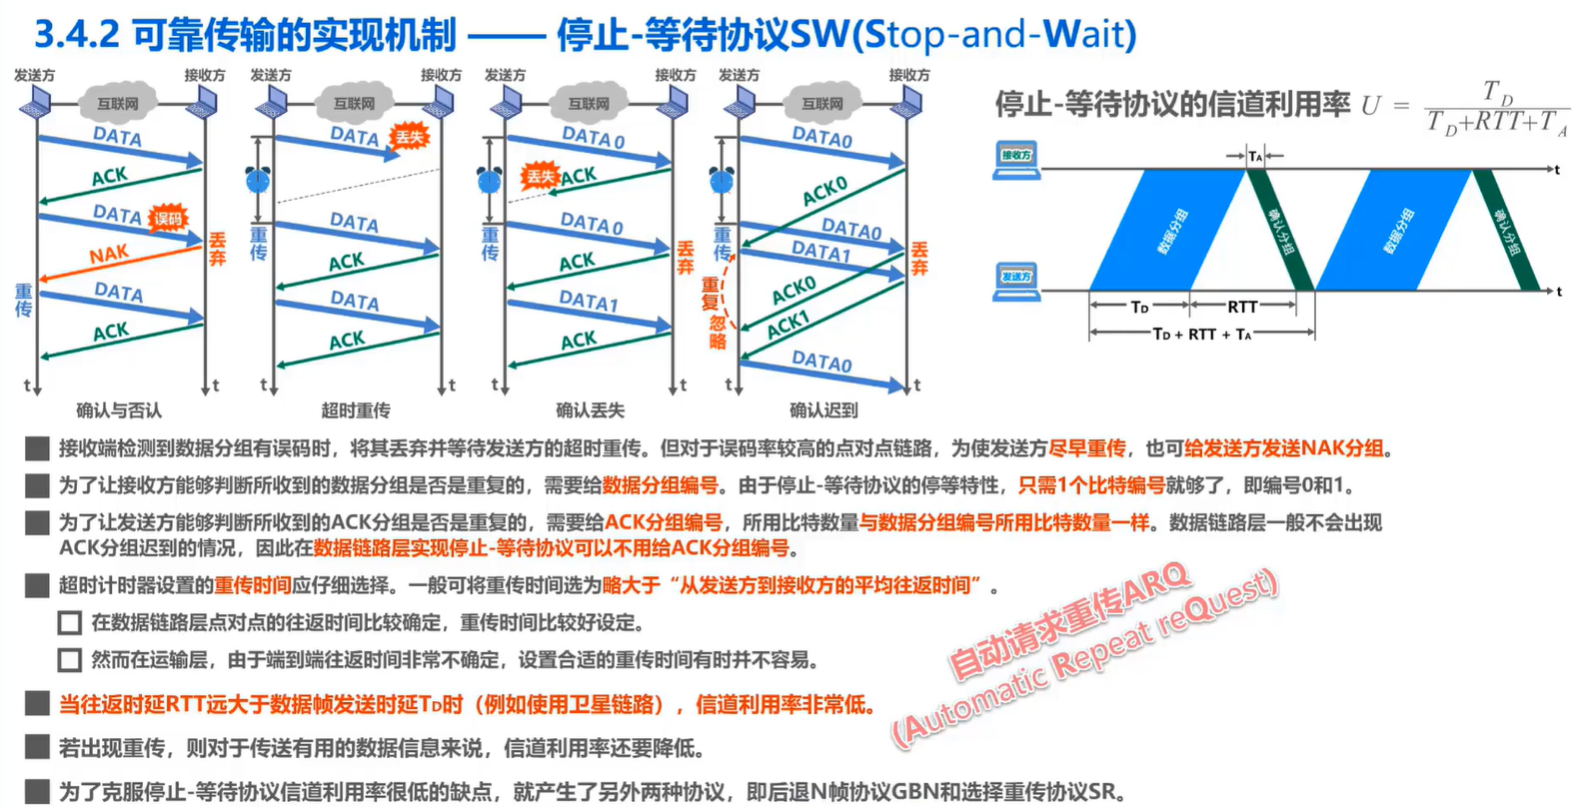 3.4.2 可靠传输的实现机制 —— 停止-等待协议SW(Stop-and-Wait)
发送方 接收方 发送方 接收方 发送方 接收方 发送方 接收方
互联网 互联网 互联网 互联网
DATA
ACK
DATA
误码
丢弃
NAK
重传
DATA
ACK
t t
确认与否认
DATA
丢失
重传
DATA
ACK
DATA
ACK
t t
超时重传
DATA0
丢失
ACK
重传
DATA0
丢弃
ACK
DATA1
ACK
t t
确认丢失
DATA0
ACK0
重传
DATA0
DATA1
丢弃
重复
忽略
ACK0
ACK1
DATA0
t t
确认迟到
停止-等待协议的信道利用率 U = T_D / (T_D+RTT+T_A)
接收方
TA
t
数据分组
确认分组
数据分组
确认分组
发送方
t
TD
RTT
TD + RTT + TA
接收端检测到数据分组有误码时，将其丢弃并等待发送方的超时重传。但对于误码率较高的点对点链路，为使发送方尽早重传，也可给发送方发送NAK分组。
为了让接收方能够判断所收到的数据分组是否是重复的，需要给数据分组编号。由于停止-等待协议的停等特性，只需1个比特编号就够了，即编号0和1。
为了让发送方能够判断所收到的ACK分组是否是重复的，需要给ACK分组编号，所用比特数量与数据分组编号所用比特数量一样。数据链路层一般不会出现
ACK分组迟到的情况，因此在数据链路层实现停止-等待协议可以不用给ACK分组编号。
超时计时器设置的重传时间应仔细选择。一般可将重传时间选为略大于“从发送方到接收方的平均往返时间”。
在数据链路层点对点的往返时间比较确定，重传时间比较好设定。
然而在运输层，由于端到端往返时间非常不确定，设置合适的重传时间有时并不容易。
自动请求重传ARQ
(Automatic Repeat reQuest)
当往返时延RTT远大于数据帧发送时延TD时（例如使用卫星链路），信道利用率非常低。
若出现重传，则对于传送有用的数据信息来说，信道利用率还要降低。
为了克服停止-等待协议信道利用率很低的缺点，就产生了另外两种协议，即后退N帧协议GBN和选择重传协议SR。